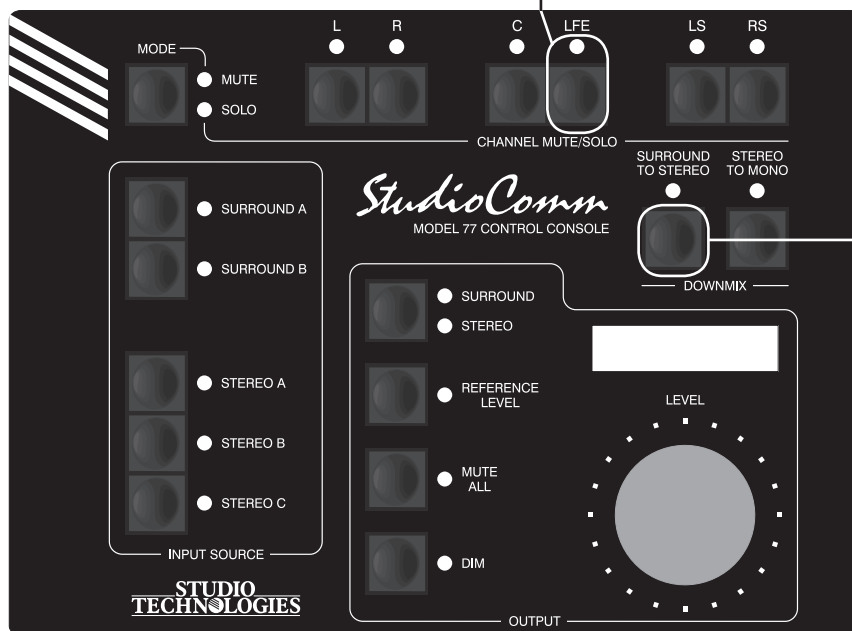 MODE
MUTE
SOLO
L
R
C
LFE
LS
RS
CHANNEL MUTE/SOLO
SURROUND
TO STEREO
STEREO
TO MONO
DOWNMIX
StudioComm
MODEL 77 CONTROL CONSOLE
SURROUND A
SURROUND B
STEREO A
STEREO B
STEREO C
INPUT SOURCE
SURROUND
STEREO
REFERENCE
LEVEL
MUTE
ALL
DIM
LEVEL
OUTPUT
STUDIO
TECHNOLOGIES